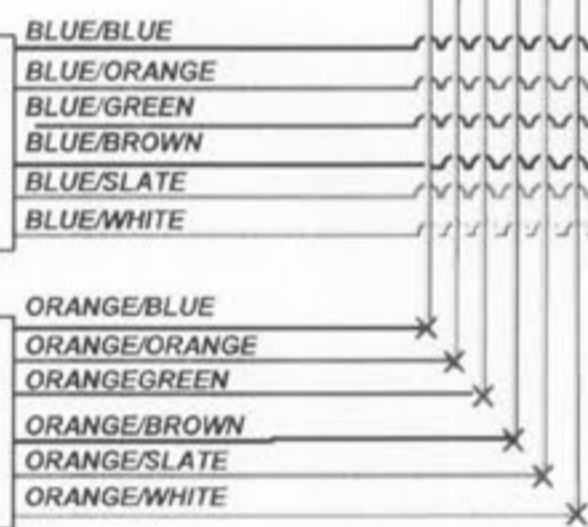 BLUE/BLUE
BLUE/ORANGE
BLUE/GREEN
BLUE/BROWN
BLUE/SLATE
BLUE/WHITE
ORANGE/BLUE
ORANGE/ORANGE
ORANGEGREEN
ORANGE/BROWN
ORANGE/SLATE
ORANGE/WHITE